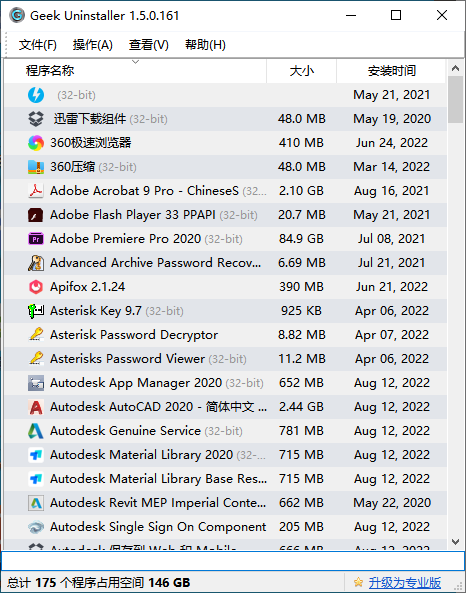 Geek Uninstaller 1.5.0.161
文件(F) 操作(A) 查看(V) 帮助(H)
程序名称 大小 安装时间
(32-bit) May 21, 2021
迅雷下载组件 (32-bit) 48.0 MB May 19, 2020
360极速浏览器 410 MB Jun 24, 2022
360压缩 (32-bit) 48.0 MB Mar 14, 2022
Adobe Acrobat 9 Pro - ChineseS (32... 2.10 GB Aug 16, 2021
Adobe Flash Player 33 PPAPI (32-bit) 20.7 MB May 21, 2021
Adobe Premiere Pro 2020 (32-bit) 84.9 GB Jul 08, 2021
Advanced Archive Password Recov... 6.69 MB Jul 21, 2021
Apifox 2.1.24 390 MB Jun 21, 2022
Asterisk Key 9.7 (32-bit) 925 KB Apr 06, 2022
Asterisk Password Decryptor 8.82 MB Apr 07, 2022
Asterisks Password Viewer (32-bit) 11.2 MB Apr 06, 2022
Autodesk App Manager 2020 (32-bit) 652 MB Aug 12, 2022
Autodesk AutoCAD 2020 - 简体中文 ... 2.44 GB Aug 12, 2022
Autodesk Genuine Service (32-bit) 781 MB Aug 12, 2022
Autodesk Material Library 2020 (32-... 715 MB Aug 12, 2022
Autodesk Material Library Base Res... 715 MB Aug 12, 2022
Autodesk Revit MEP Imperial Conte... 662 MB May 22, 2020
Autodesk Single Sign On Component 205 MB Aug 12, 2022
Autodesk 保存到 Web 和 Mobile 666 MB Aug 12, 2022
总计 175 个程序占用空间 146 GB 升级为专业版